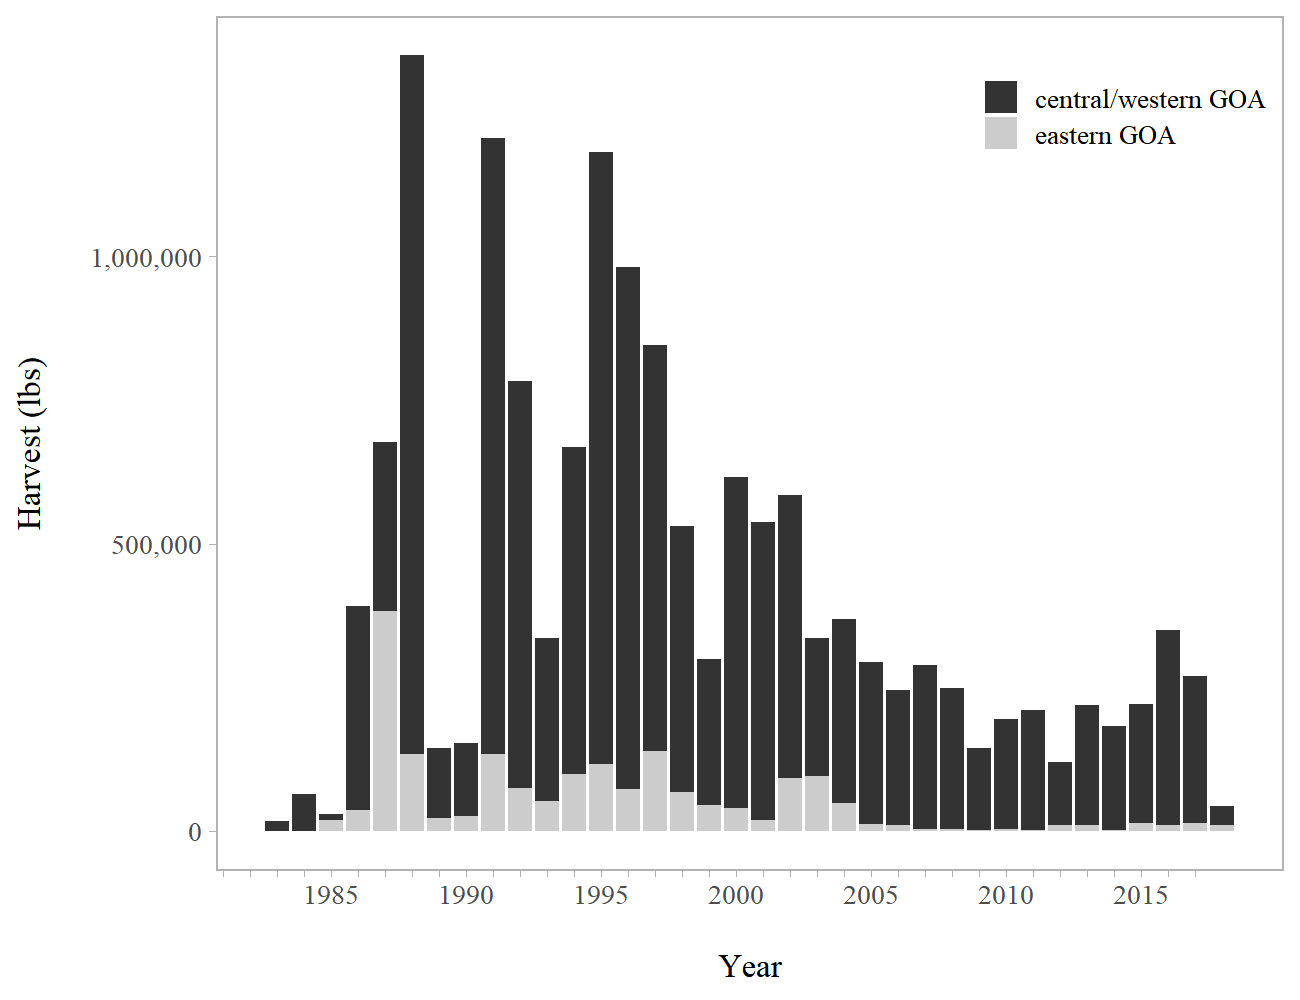 central/western GOA
eastern GOA
1,000,000
500,000
0
Harvest (lbs)
1985 1990 1995 2000 2005 2010 2015
Year